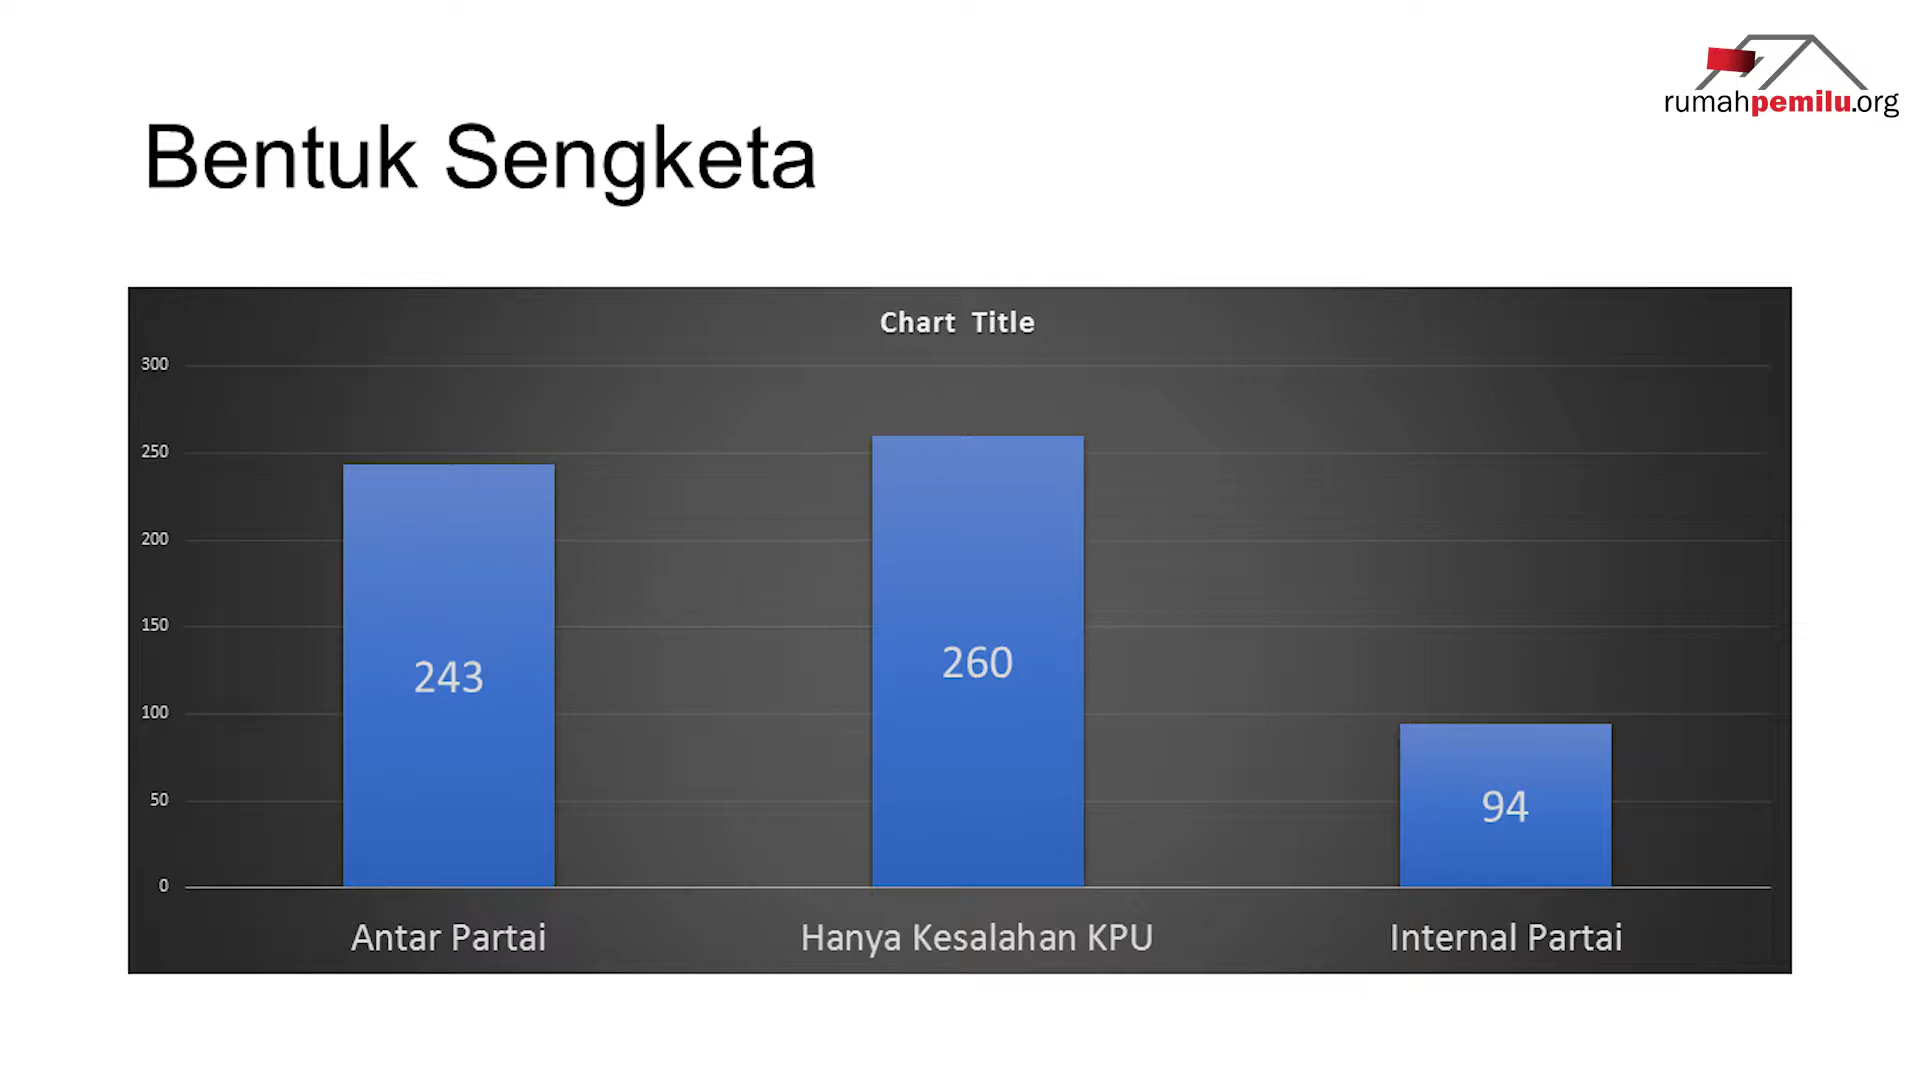 rumahpemilu.org
Bentuk Sengketa
Chart Title
300
250
200
150
100
50
0
243
260
94
Antar Partai
Hanya Kesalahan KPU
Internal Partai